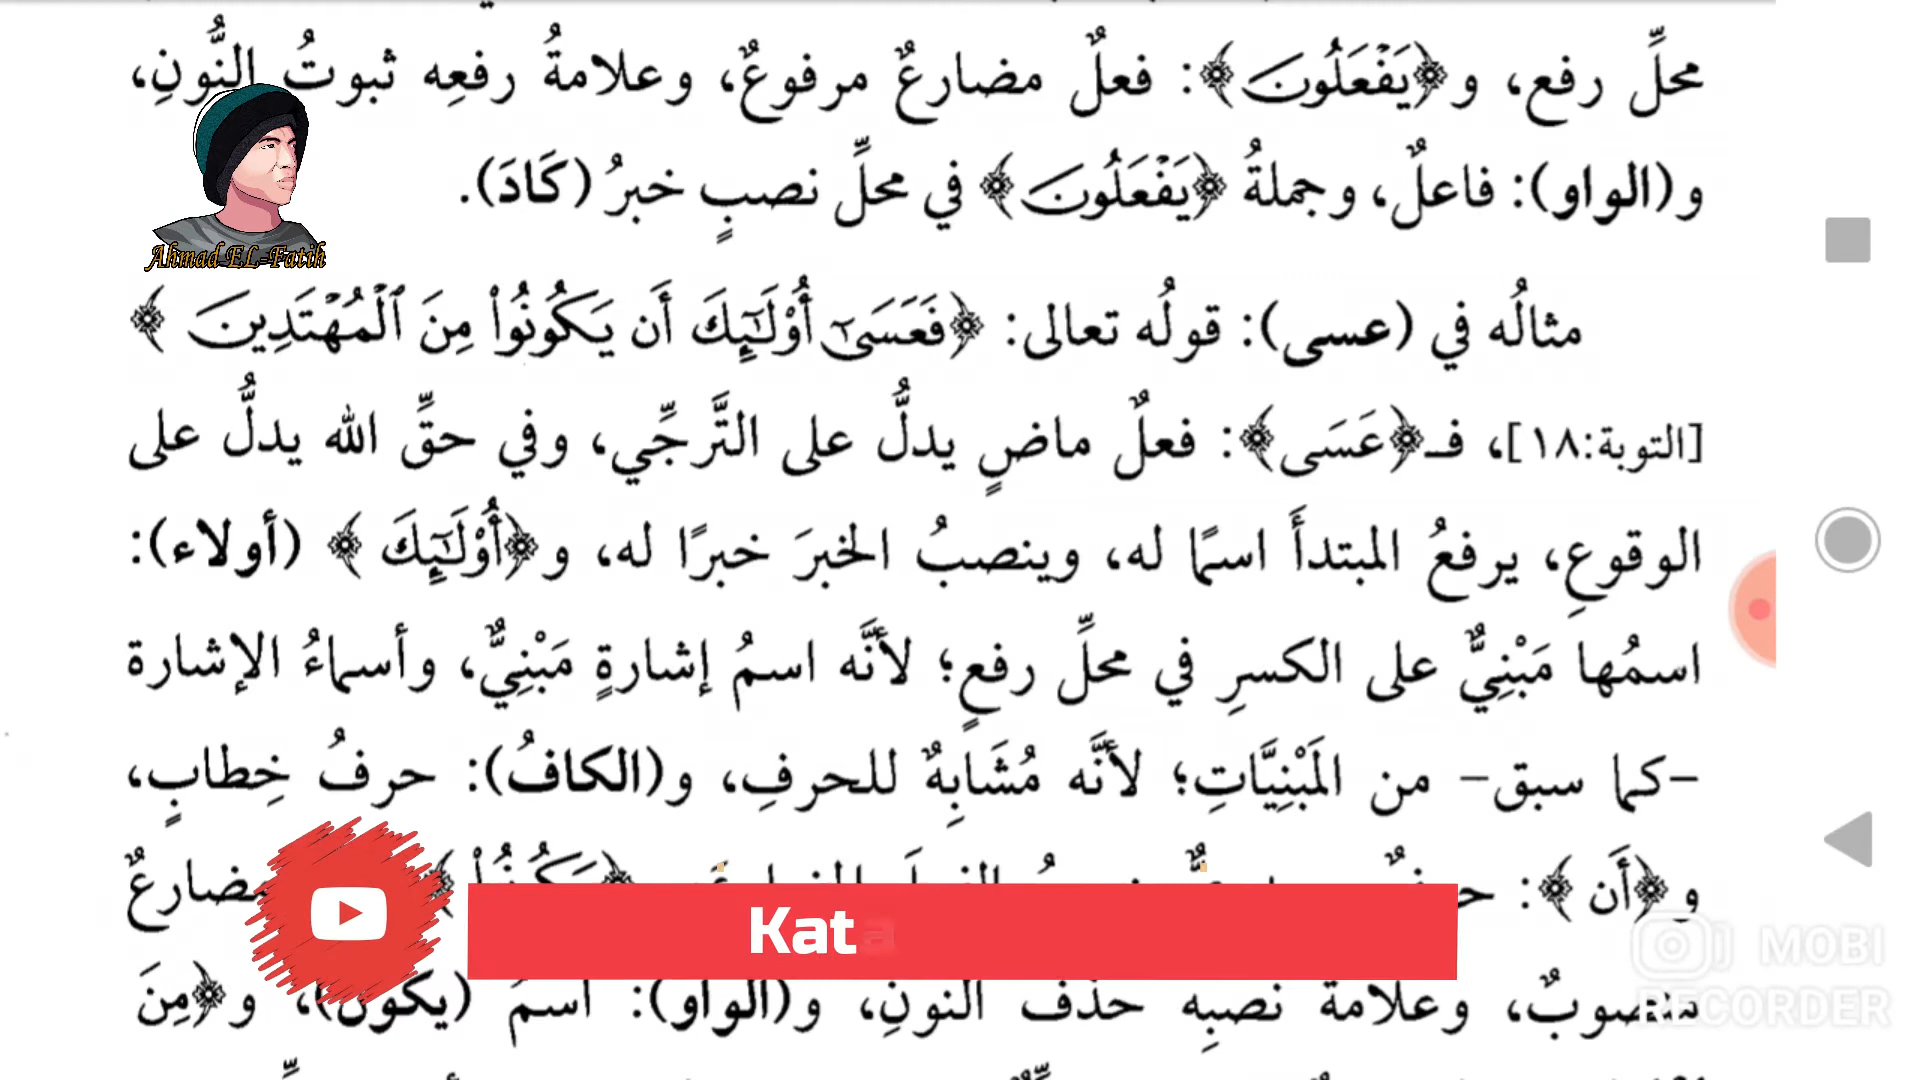 محلِّ رفع، و﴿يَفْعَلُونَ﴾: فعلٌ مضارعٌ مرفوعٌ، وعلامةُ رفعِه ثبوتُ النُّونِ،
و(الواو): فاعلٌ، وجملةُ ﴿يَفْعَلُونَ﴾ في محلِّ نصبٍ خبرُ (كَادَ).
Ahmad EL-Fatih
مثالُه في (عسى): قولُه تعالى: ﴿فَعَسَىٰٓ أُو۟لَـٰٓئِكَ أَن يَكُونُوا۟ مِنَ ٱلْمُهْتَدِينَ﴾
[التوبة:١٨]، فـ﴿عَسَى﴾: فعلٌ ماضٍ يدلُّ على التَّرجِّي، وفي حقِّ الله يدلُّ على
الوقوعِ، يرفعُ المبتدأَ اسمًا له، وينصبُ الخبرَ خبرًا له، و﴿أُو۟لَـٰٓئِكَ﴾ (أولاء):
اسمُها مَبْنِيٌّ على الكسرِ في محلِّ رفعٍ؛ لأنَّه اسمُ إشارةٍ مَبْنِيٌّ، وأسماءُ الإشارة
-كما سبق- من المَبْنِيَّاتِ؛ لأنَّه مُشَابِهٌ للحرفِ، و(الكافُ): حرفُ خِطابٍ،
و﴿أَن﴾:
Kata
منصوبٌ، وعلامةُ نصبِه حذفُ النونِ، و(الواو): اسمُ (يكون)، و﴿مِنَ
MOBI
RECORDER